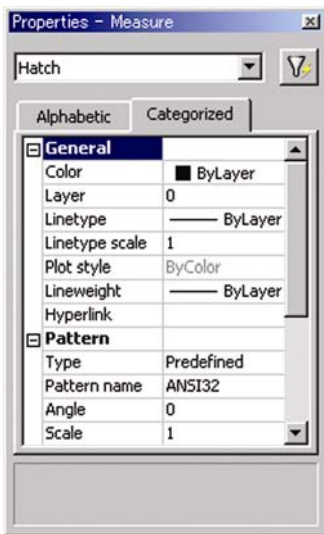 Properties - Measure
Hatch
Alphabetic Categorized
General
Color ByLayer
Layer 0
Linetype ByLayer
Linetype scale 1
Plot style ByColor
Lineweight ByLayer
Hyperlink
Pattern
Type Predefined
Pattern name ANSI32
Angle 0
Scale 1